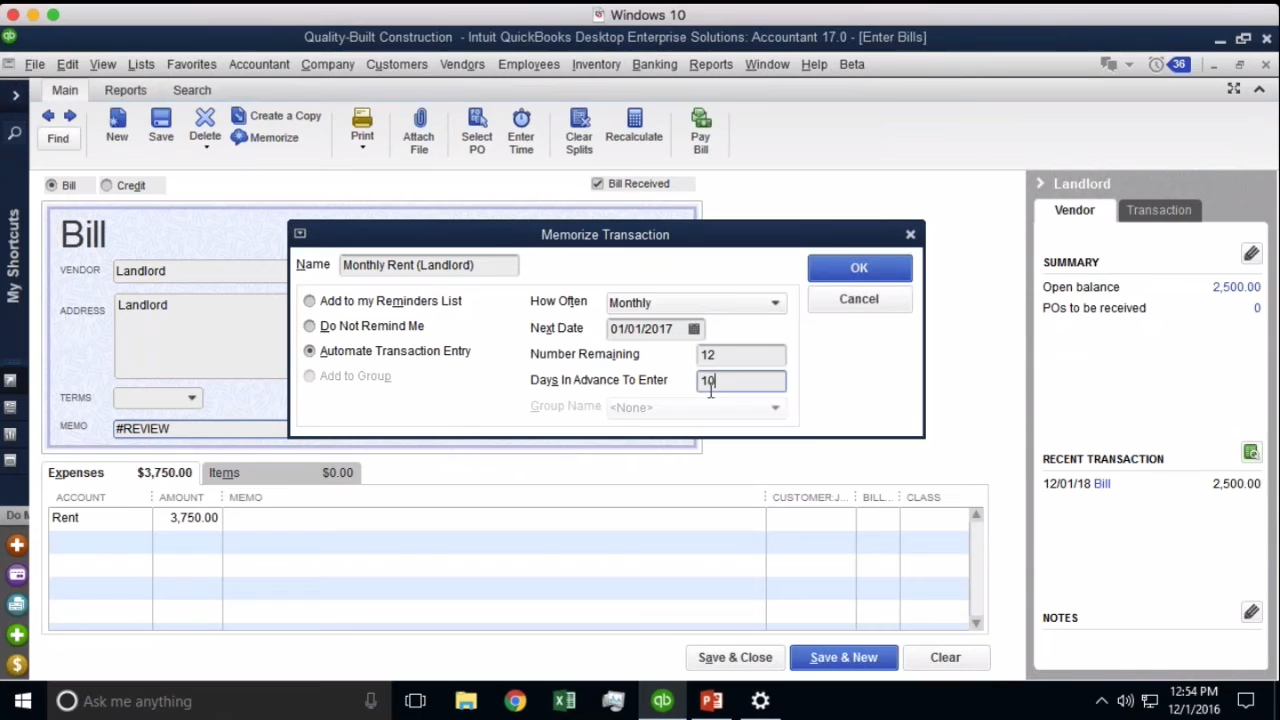 Windows 10
Quality-Built Construction - Intuit QuickBooks Desktop Enterprise Solutions: Accountant 17.0 - [Enter Bills]
File Edit View Lists Favorites Accountant Company Customers Vendors Employees Inventory Banking Reports Window Help Beta 36
Main Reports Search
Find New Save Delete Create a Copy Memorize Print Attach File Select PO Enter Time Clear Splits Recalculate Pay Bill
My Shortcuts
Do M
Bill Credit Bill Received
Bill
VENDOR Landlord
ADDRESS Landlord
TERMS
MEMO #REVIEW
Memorize Transaction
Name Monthly Rent (Landlord) OK
Cancel
Add to my Reminders List How Often Monthly
Do Not Remind Me Next Date 01/01/2017
Automate Transaction Entry Number Remaining 12
Add to Group Days In Advance To Enter 10
Group Name <None>
Expenses $3,750.00 Items $0.00
ACCOUNT AMOUNT MEMO CUSTOMER:J... BILL... CLASS
Rent 3,750.00
Save & Close Save & New Clear
Landlord
Vendor Transaction
SUMMARY
Open balance 2,500.00
POs to be received 0
RECENT TRANSACTION
12/01/18 Bill 2,500.00
NOTES
Ask me anything
12:54 PM
12/1/2016